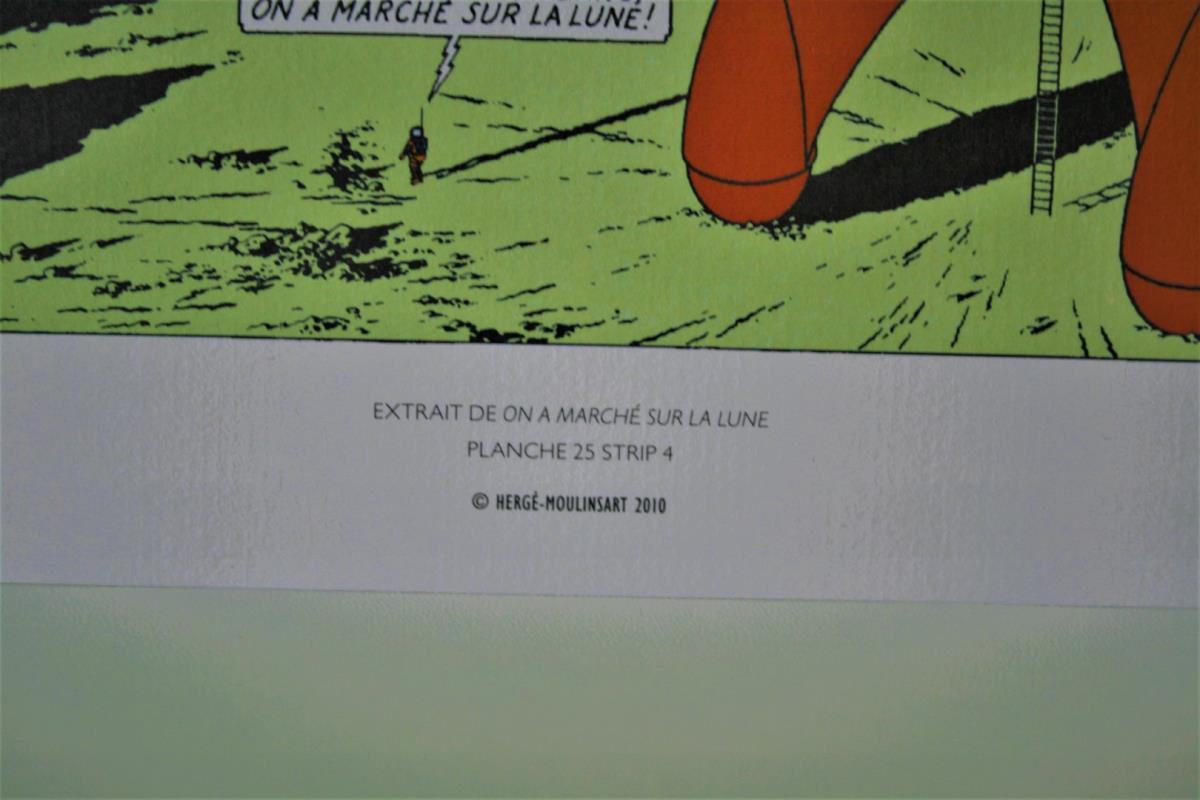 ON A MARCHÉ SUR LA LUNE!
EXTRAIT DE ON A MARCHÉ SUR LA LUNE
PLANCHE 25 STRIP 4
© HERGÉ-MOULINSART 2010